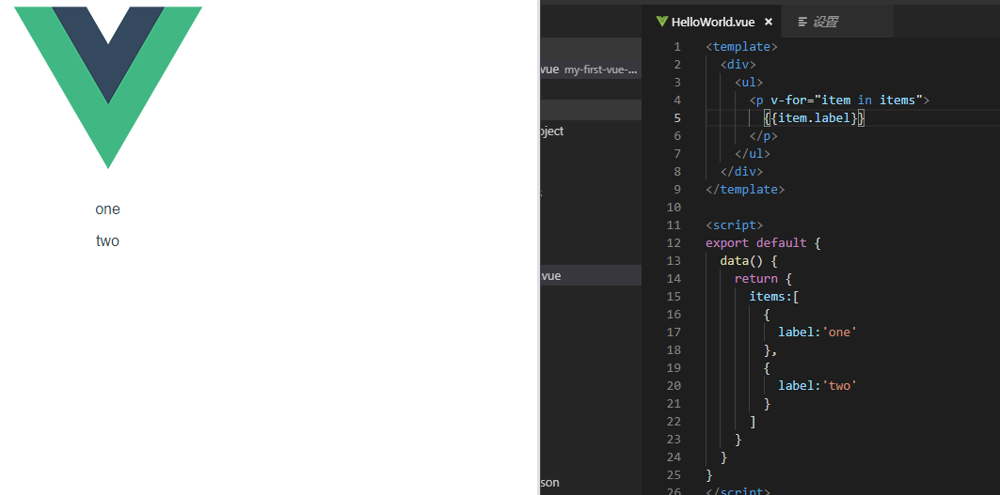 one
two
vue my-first-vue-...
oject
.vue
son
HelloWorld.vue × 设置
1 <template>
2 <div>
3 <ul>
4 <p v-for="item in items">
5 {{item.label}}
6 </p>
7 </ul>
8 </div>
9 </template>
10
11 <script>
12 export default {
13 data() {
14 return {
15 items:[
16 {
17 label:'one'
18 },
19 {
20 label:'two'
21 }
22 ]
23 }
24 }
25 }
26 </script>